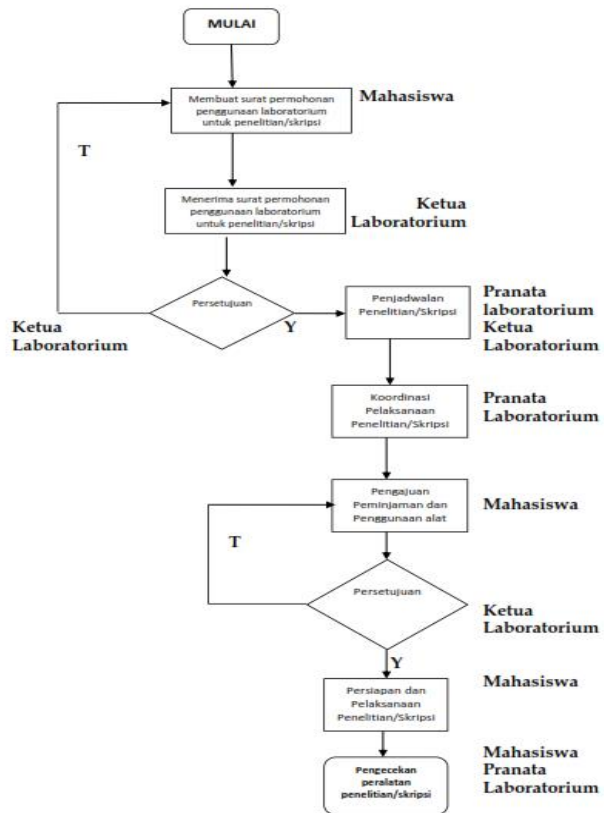 MULAI
Membuat surat permohonan
penggunaan laboratorium
untuk penelitian/skripsi
Mahasiswa
T
Menerima surat permohonan
penggunaan laboratorium
untuk penelitian/skripsi
Ketua
Laboratorium
Persetujuan
Y
Ketua
Laboratorium
Penjadwalan
Penelitian/Skripsi
Pranata
laboratorium
Ketua
Laboratorium
Koordinasi
Pelaksanaan
Penelitian/Skripsi
Pranata
Laboratorium
Pengajuan
Peminjaman dan
Penggunaan alat
Mahasiswa
T
Persetujuan
Ketua
Laboratorium
Y
Persiapan dan
Pelaksanaan
Penelitian/Skripsi
Mahasiswa
Pengecekan
peralatan
penelitian/skripsi
Mahasiswa
Pranata
Laboratorium